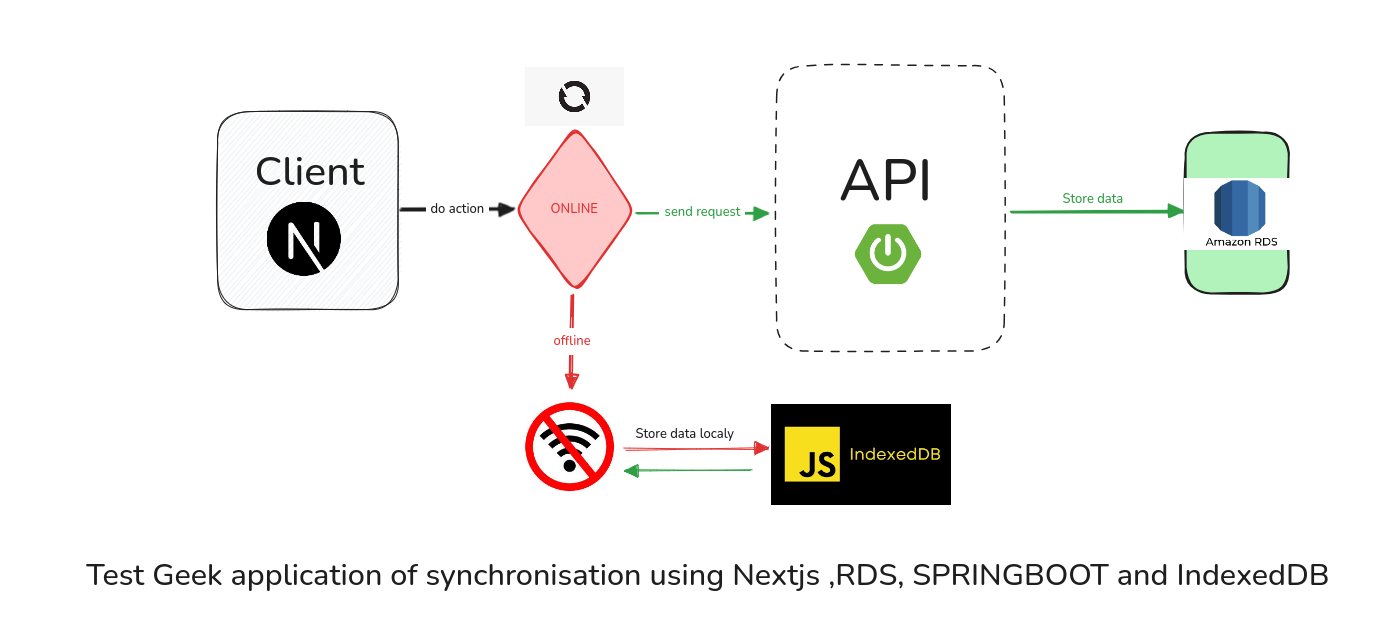 Client
do action
ONLINE
send request
API
Store data
Amazon RDS
offline
Store data localy
JS IndexedDB
Test Geek application of synchronisation using Nextjs ,RDS, SPRINGBOOT and IndexedDB